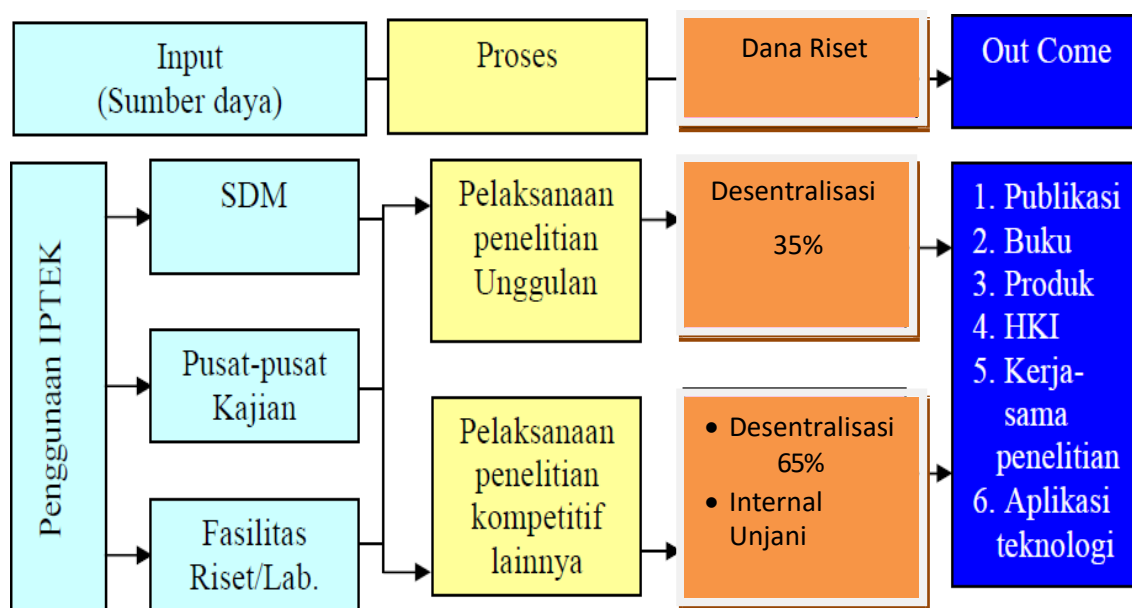 Input
(Sumber daya)
Proses
Dana Riset
Out Come
Penggunaan IPTEK
SDM
Pusat-pusat
Kajian
Fasilitas
Riset/Lab.
Pelaksanaan
penelitian
Unggulan
Pelaksanaan
penelitian
kompetitif
lainnya
Desentralisasi
35%
• Desentralisasi
65%
• Internal
Unjani
1. Publikasi
2. Buku
3. Produk
4. HKI
5. Kerja-
sama
penelitian
6. Aplikasi
teknologi